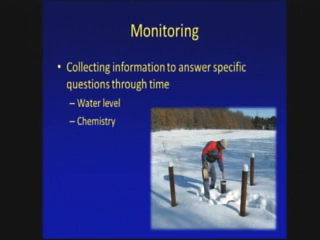 Monitoring
• Collecting information to answer specific
questions through time
– Water level
– Chemistry